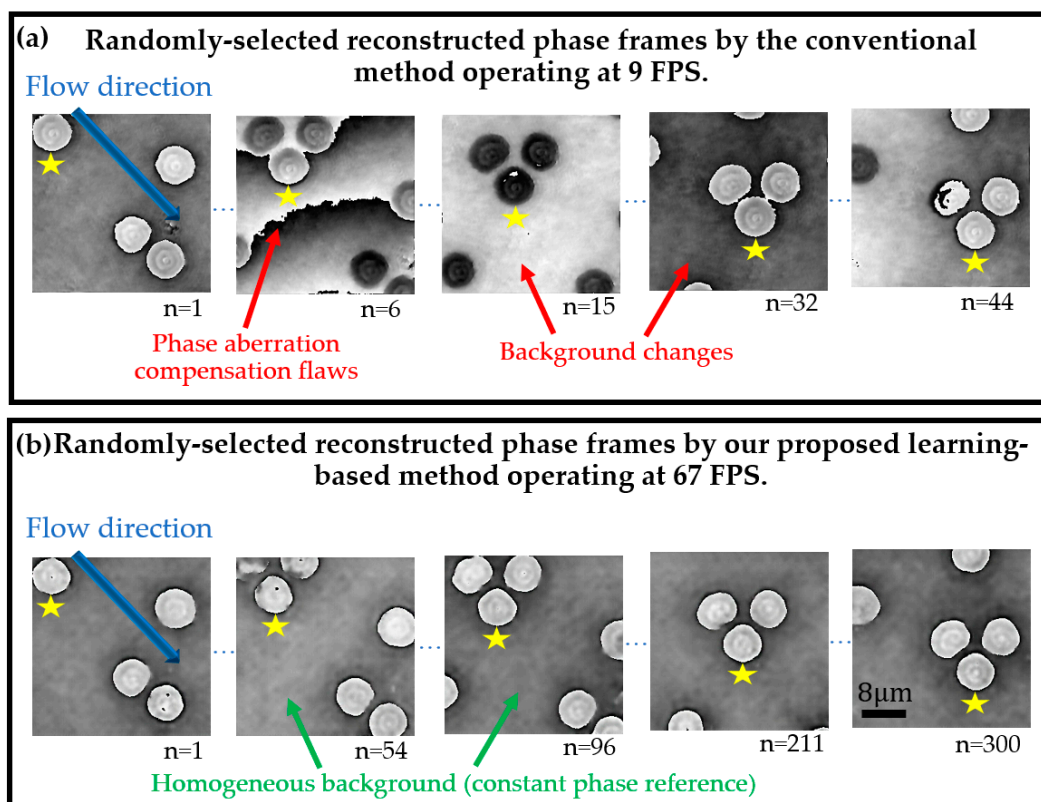 (a) Randomly-selected reconstructed phase frames by the conventional
method operating at 9 FPS.
Flow direction
... ... ... ...
n=1 n=6 n=15 n=32 n=44
Phase aberration
compensation flaws
Background changes
(b)Randomly-selected reconstructed phase frames by our proposed learning-
based method operating at 67 FPS.
Flow direction
... ... ... ...
8μm
n=1 n=54 n=96 n=211 n=300
Homogeneous background (constant phase reference)